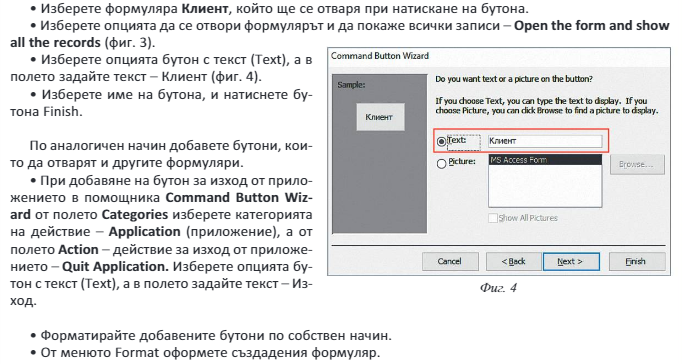 • Изберете формуляра Клиент, който ще се отваря при натискане на бутона.
• Изберете опцията да се отвори формулярът и да покаже всички записи – Open the form and show
all the records (фиг. 3).
• Изберете опцията бутон с текст (Text), а в
полето задайте текст – Клиент (фиг. 4).
• Изберете име на бутона, и натиснете бу-
тона Finish.
По аналогичен начин добавете бутони, кои-
то да отварят и другите формуляри.
• При добавяне на бутон за изход от прило-
жението в помощника Command Button Wiz-
ard от полето Categories изберете категорията
на действие – Application (приложение), а от
полето Action – действие за изход от приложе-
нието – Quit Application. Изберете опцията бу-
тон с текст (Text), а в полето задайте текст – Из-
ход.
Command Button Wizard
Sample:
Клиент
Do you want text or a picture on the button?
If you choose Text, you can type the text to display. If you
choose Picture, you can click Browse to find a picture to display.
Text: Клиент
Picture: MS Access Form
Browse...
Show All Pictures
Cancel < Back Next > Finish
Фиг. 4
• Форматирайте добавените бутони по собствен начин.
• От менюто Format оформете създадения формуляр.